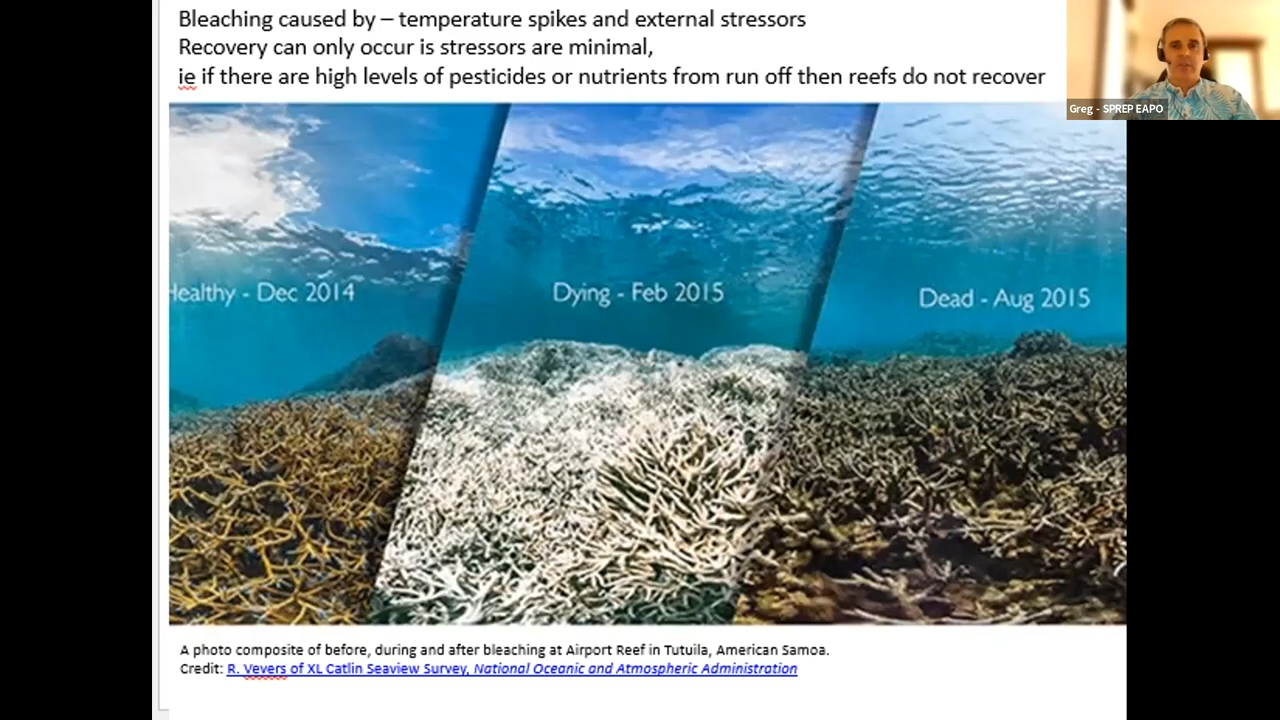 Bleaching caused by – temperature spikes and external stressors
Recovery can only occur is stressors are minimal,
ie if there are high levels of pesticides or nutrients from run off then reefs do not recover
Greg - SPREP EAPO
Healthy - Dec 2014
Dying - Feb 2015
Dead - Aug 2015
A photo composite of before, during and after bleaching at Airport Reef in Tutuila, American Samoa.
Credit: R. Vevers of XL Catlin Seaview Survey, National Oceanic and Atmospheric Administration